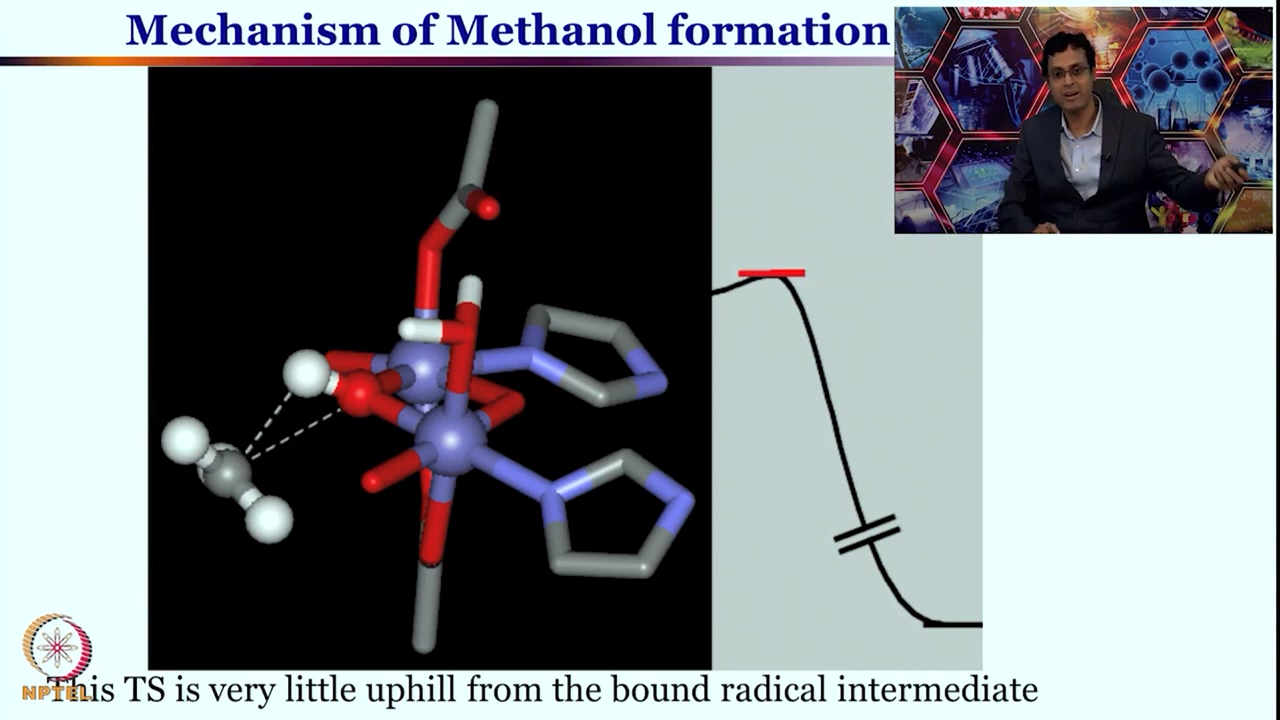 Mechanism of Methanol formation
This TS is very little uphill from the bound radical intermediate
NPTEL